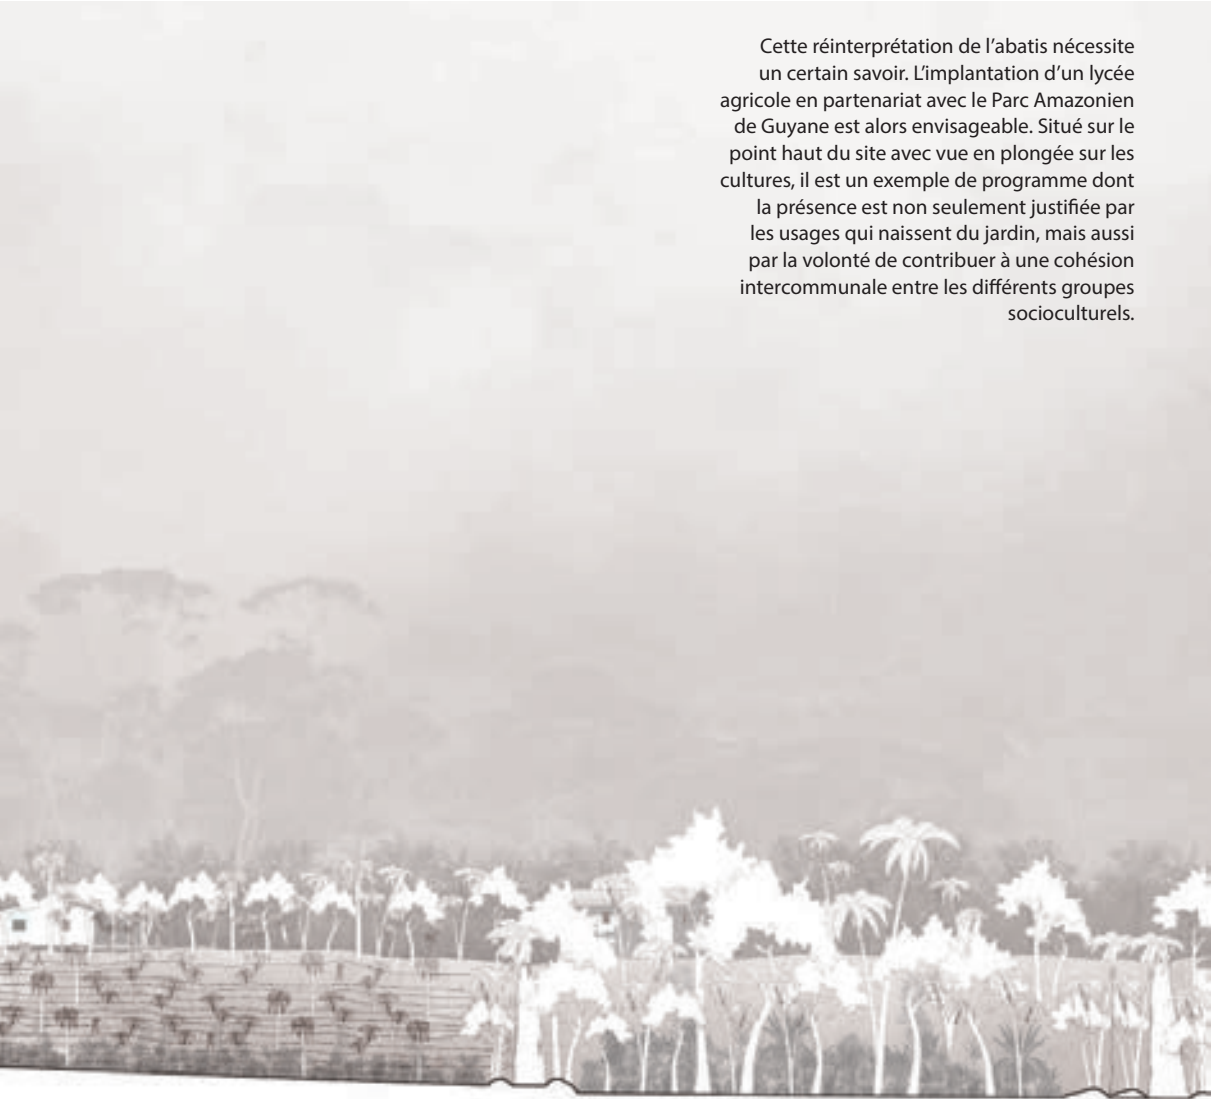 Cette réinterprétation de l’abatis nécessite
un certain savoir. L’implantation d’un lycée
agricole en partenariat avec le Parc Amazonien
de Guyane est alors envisageable. Situé sur le
point haut du site avec vue en plongée sur les
cultures, il est un exemple de programme dont
la présence est non seulement justifiée par
les usages qui naissent du jardin, mais aussi
par la volonté de contribuer à une cohésion
intercommunale entre les différents groupes
socioculturels.